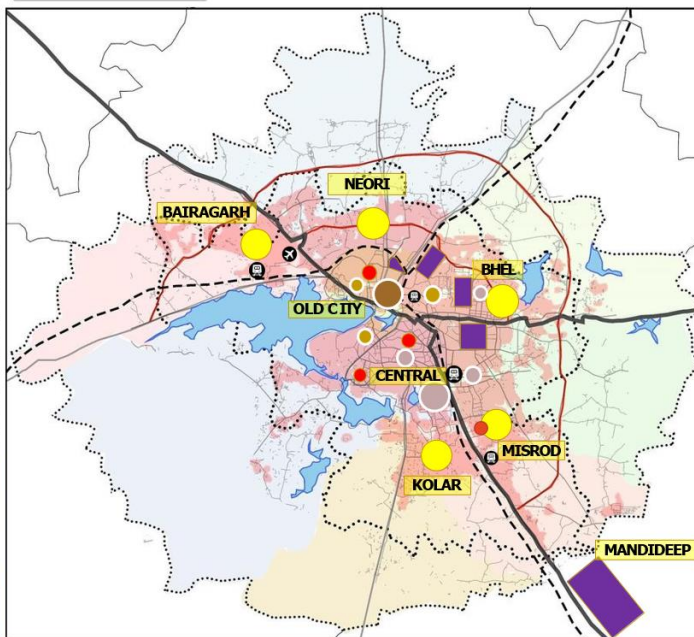 NEORI
BAIRAGARH
BHEL
OLD CITY
CENTRAL
MISROD
KOLAR
MANDIDEEP